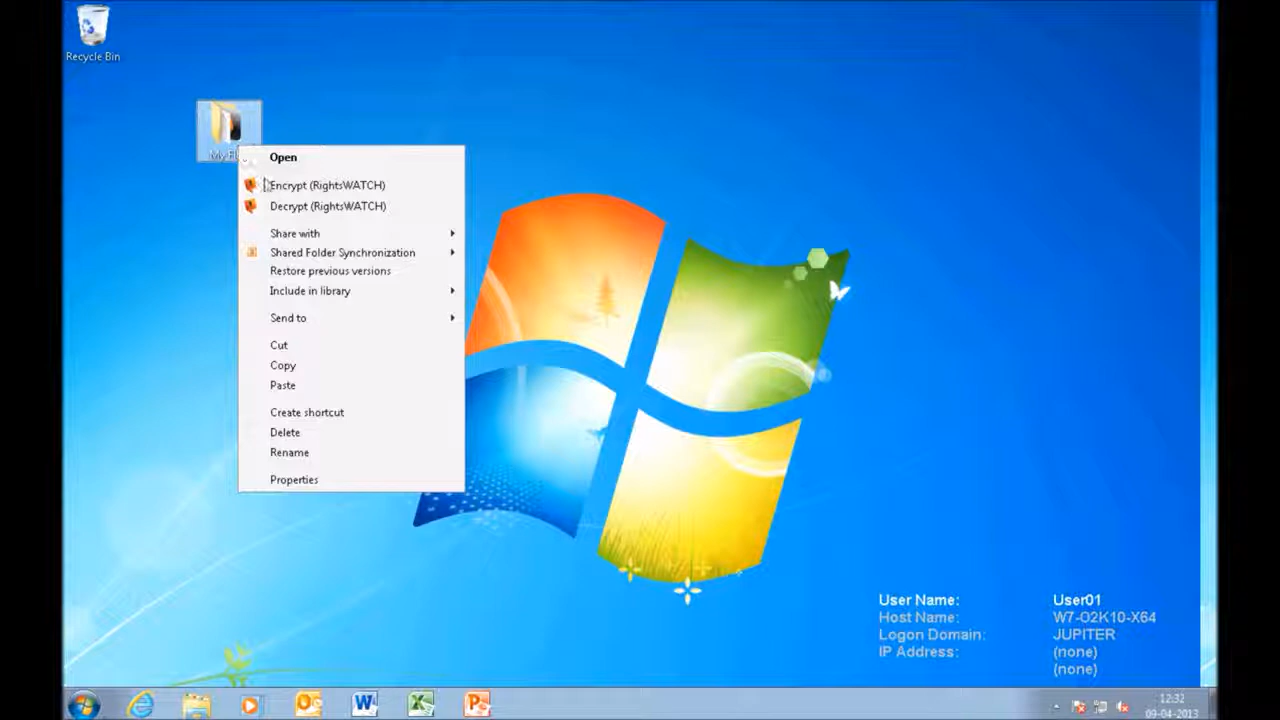 Recycle Bin
My
Open
Encrypt (RightsWATCH)
Decrypt (RightsWATCH)
Share with
Shared Folder Synchronization
Restore previous versions
Include in library
Send to
Cut
Copy
Paste
Create shortcut
Delete
Rename
Properties
User Name: User01
Host Name: W7-O2K10-X64
Logon Domain: JUPITER
IP Address: (none)
(none)
12:32
09-04-2013